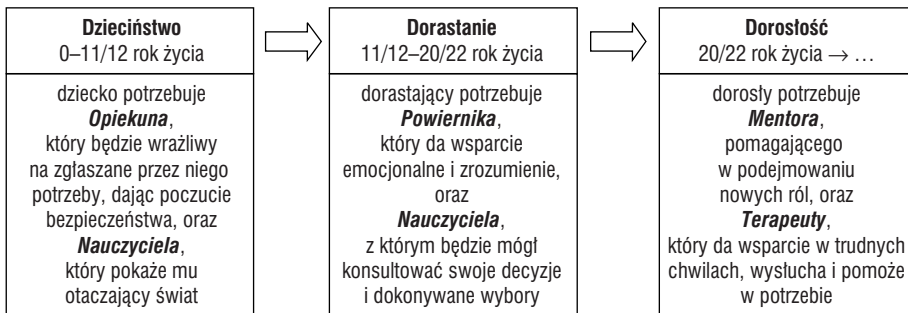 Dzieciństwo
0–11/12 rok życia
dziecko potrzebuje
Opiekuna,
który będzie wrażliwy
na zgłaszane przez niego
potrzeby, dając poczucie
bezpieczeństwa, oraz
Nauczyciela,
który pokaże mu
otaczający świat
Dorastanie
11/12–20/22 rok życia
dorastający potrzebuje
Powiernika,
który da wsparcie
emocjonalne i zrozumienie,
oraz
Nauczyciela,
z którym będzie mógł
konsultować swoje decyzje
i dokonywane wybory
Dorosłość
20/22 rok życia → …
dorosły potrzebuje
Mentora,
pomagającego
w podejmowaniu
nowych ról, oraz
Terapeuty,
który da wsparcie w trudnych
chwilach, wysłucha i pomoże
w potrzebie